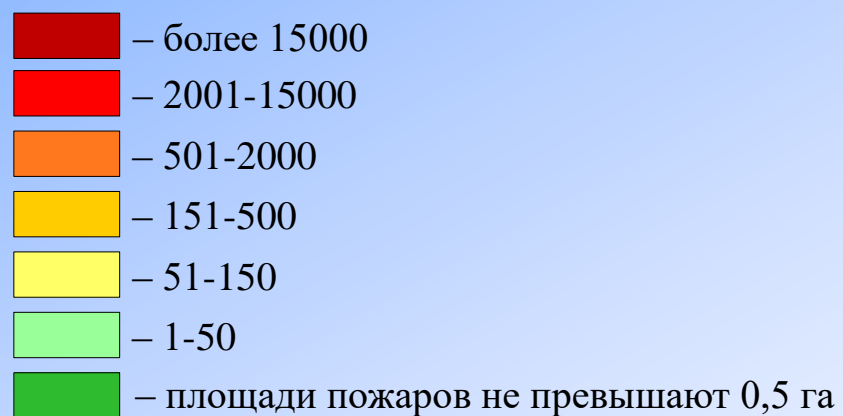 – более 15000
– 2001-15000
– 501-2000
– 151-500
– 51-150
– 1-50
– площади пожаров не превышают 0,5 га